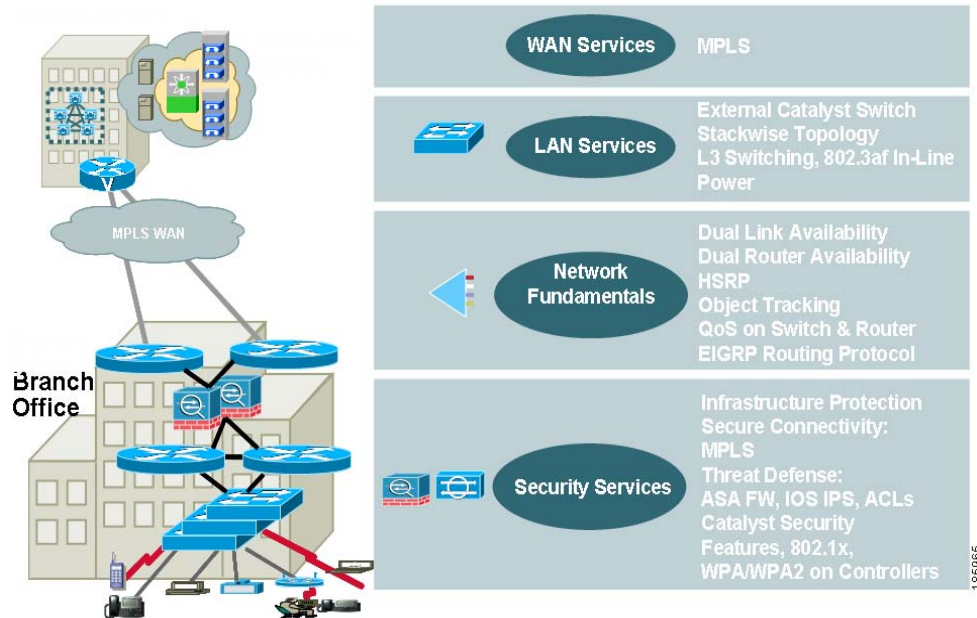 WAN Services
MPLS
LAN Services
External Catalyst Switch
Stackwise Topology
L3 Switching, 802.3af In-Line
Power
MPLS WAN
Network
Fundamentals
Dual Link Availability
Dual Router Availability
HSRP
Object Tracking
QoS on Switch & Router
EIGRP Routing Protocol
Branch
Office
Security Services
Infrastructure Protection
Secure Connectivity:
MPLS
Threat Defense:
ASA FW, IOS IPS, ACLs
Catalyst Security
Features, 802.1x,
WPA/WPA2 on Controllers
V